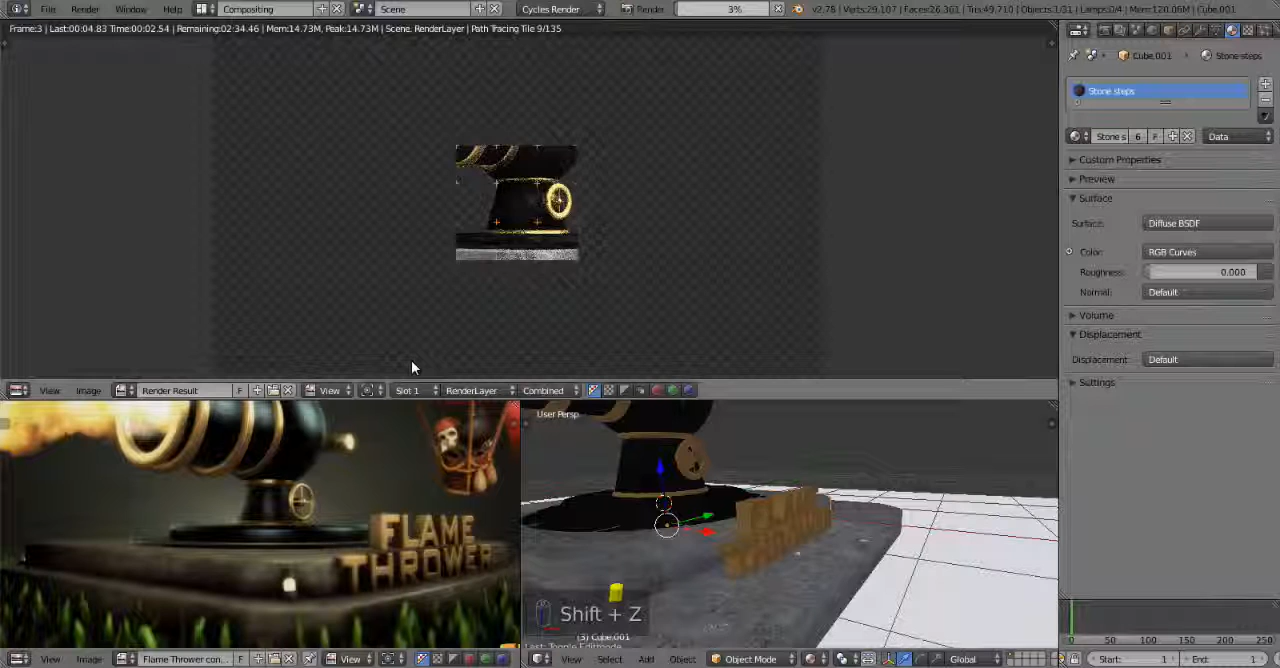 File Render Window Help Compositing Scene Cycles Render Render 3% v2.78 | Verts:29,107 | Faces:26,361 | Tris:49,710 | Objects:1/31 | Lamps:0/4 | Mem:120.06M | Cube.001
Frame:3 | Last:00:04.83 Time:00:02.54 | Remaining:02:34.46 | Mem:14.73M, Peak:14.73M | Scene, RenderLayer | Path Tracing Tile 9/135
Cube.001 Stone steps
Stone steps
Stone s 6 F Data
Custom Properties
Preview
Surface
Surface: Diffuse BSDF
Color: RGB Curves
Roughness: 0.000
Normal: Default
Volume
Displacement
Displacement: Default
Settings
View Image Render Result F View Slot 1 RenderLayer Combined
User Persp
FLAME
THROWER
Shift + Z
(3) Cube.001
Last: Toggle Editmode
0 50 100 150 200 250
View Image Flame Thrower con... F View
View Select Add Object Object Mode Global
Start: 1 End: 1